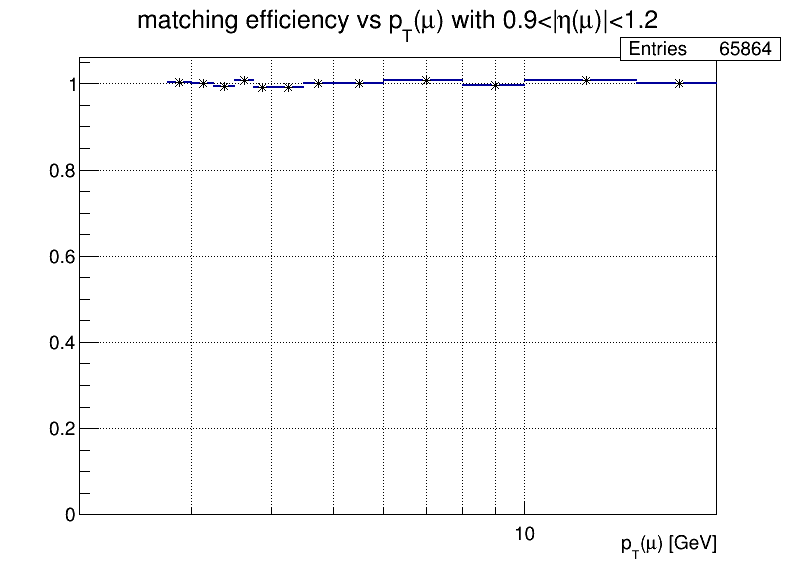 matching efficiency vs p_T(μ) with 0.9<|η(μ)|<1.2
Entries 65864
1
0.8
0.6
0.4
0.2
0
10
p_T(μ) [GeV]